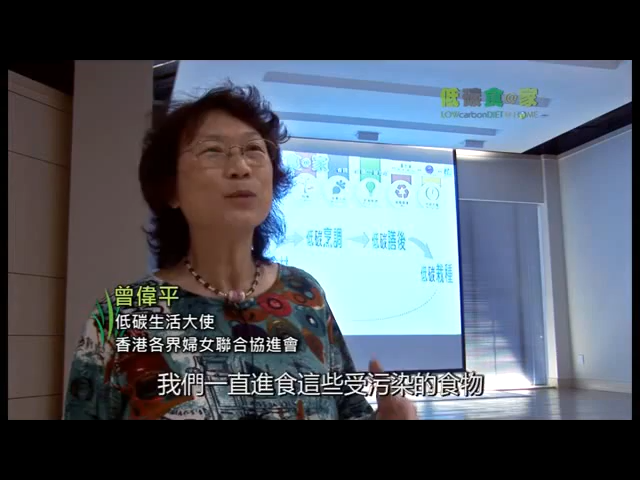 低碳食@家
LOWcarbonDIET@HOME
低碳烹調
低碳膳後
低碳栽種
曾偉平
低碳生活大使
香港各界婦女聯合協進會
我們一直進食這些受污染的食物